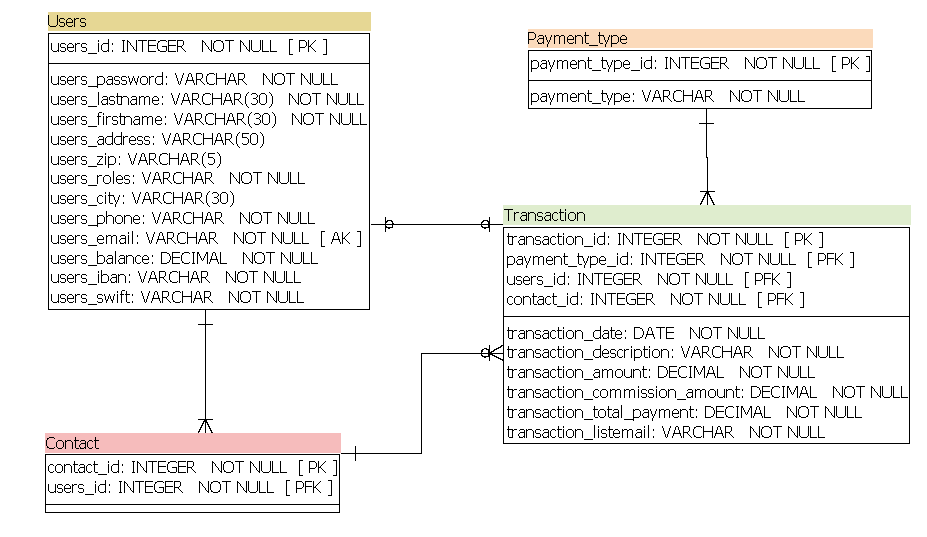 Users
users_id: INTEGER NOT NULL [ PK ]
users_password: VARCHAR NOT NULL
users_lastname: VARCHAR(30) NOT NULL
users_firstname: VARCHAR(30) NOT NULL
users_address: VARCHAR(50)
users_zip: VARCHAR(5)
users_roles: VARCHAR NOT NULL
users_city: VARCHAR(30)
users_phone: VARCHAR NOT NULL
users_email: VARCHAR NOT NULL [ AK ]
users_balance: DECIMAL NOT NULL
users_iban: VARCHAR NOT NULL
users_swift: VARCHAR NOT NULL
Payment_type
payment_type_id: INTEGER NOT NULL [ PK ]
payment_type: VARCHAR NOT NULL
Transaction
transaction_id: INTEGER NOT NULL [ PK ]
payment_type_id: INTEGER NOT NULL [ PFK ]
users_id: INTEGER NOT NULL [ PFK ]
contact_id: INTEGER NOT NULL [ PFK ]
transaction_date: DATE NOT NULL
transaction_description: VARCHAR NOT NULL
transaction_amount: DECIMAL NOT NULL
transaction_commission_amount: DECIMAL NOT NULL
transaction_total_payment: DECIMAL NOT NULL
transaction_listemail: VARCHAR NOT NULL
Contact
contact_id: INTEGER NOT NULL [ PK ]
users_id: INTEGER NOT NULL [ PFK ]